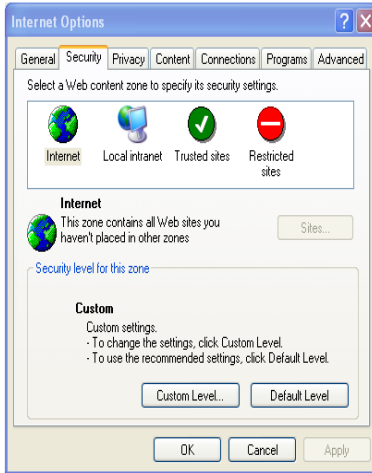 Internet Options
General Security Privacy Content Connections Programs Advanced
Select a Web content zone to specify its security settings.
Internet Local intranet Trusted sites Restricted
sites
Internet
This zone contains all Web sites you
haven't placed in other zones
Sites...
Security level for this zone
Custom
Custom settings.
- To change the settings, click Custom Level.
- To use the recommended settings, click Default Level.
Custom Level... Default Level
OK Cancel Apply